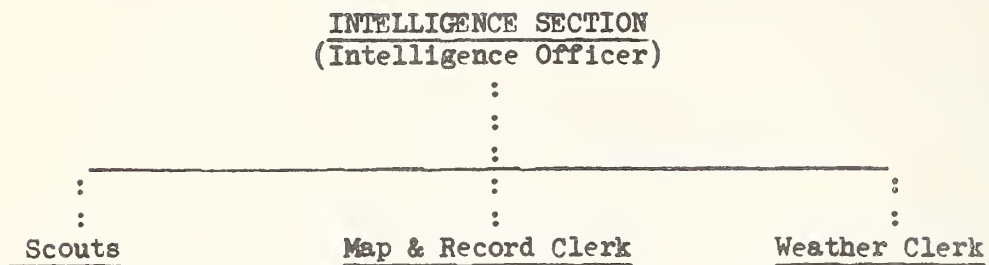 INTELLIGENCE SECTION
(Intelligence Officer)
Scouts Map & Record Clerk Weather Clerk